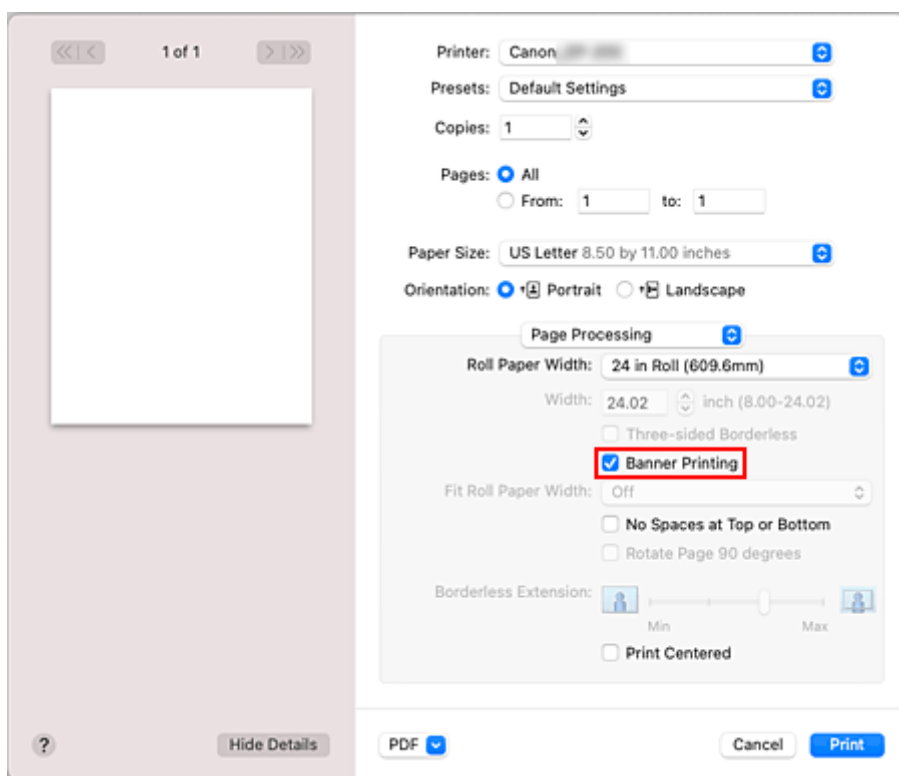 1 of 1
Printer: Canon
Presets: Default Settings
Copies: 1
Pages: All
From: 1 to: 1
Paper Size: US Letter 8.50 by 11.00 inches
Orientation: Portrait Landscape
Page Processing
Roll Paper Width: 24 in Roll (609.6mm)
Width: 24.02 inch (8.00-24.02)
Three-sided Borderless
Banner Printing
Fit Roll Paper Width: Off
No Spaces at Top or Bottom
Rotate Page 90 degrees
Borderless Extension:
Min Max
Print Centered
? Hide Details PDF Cancel Print